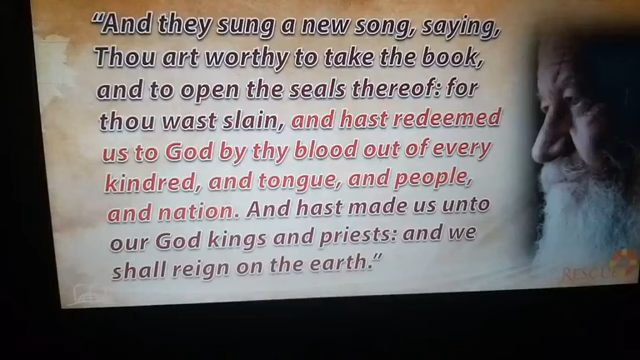 “And they sung a new song, saying,
Thou art worthy to take the book,
and to open the seals thereof: for
thou wast slain, and hast redeemed
us to God by thy blood out of every
kindred, and tongue, and people,
and nation. And hast made us unto
our God kings and priests: and we
shall reign on the earth.”
RESCUE